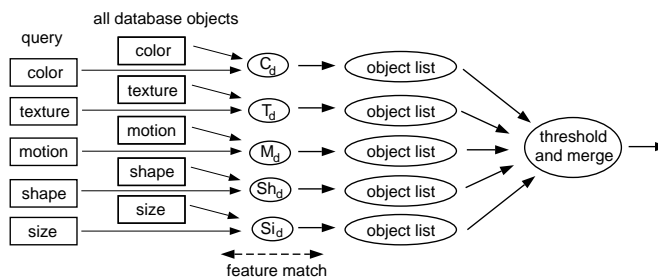 all database objects
query
color
color
C_d
object list
texture
texture
T_d
object list
motion
motion
M_d
object list
threshold
and merge
shape
shape
Sh_d
object list
size
size
Si_d
object list
feature match